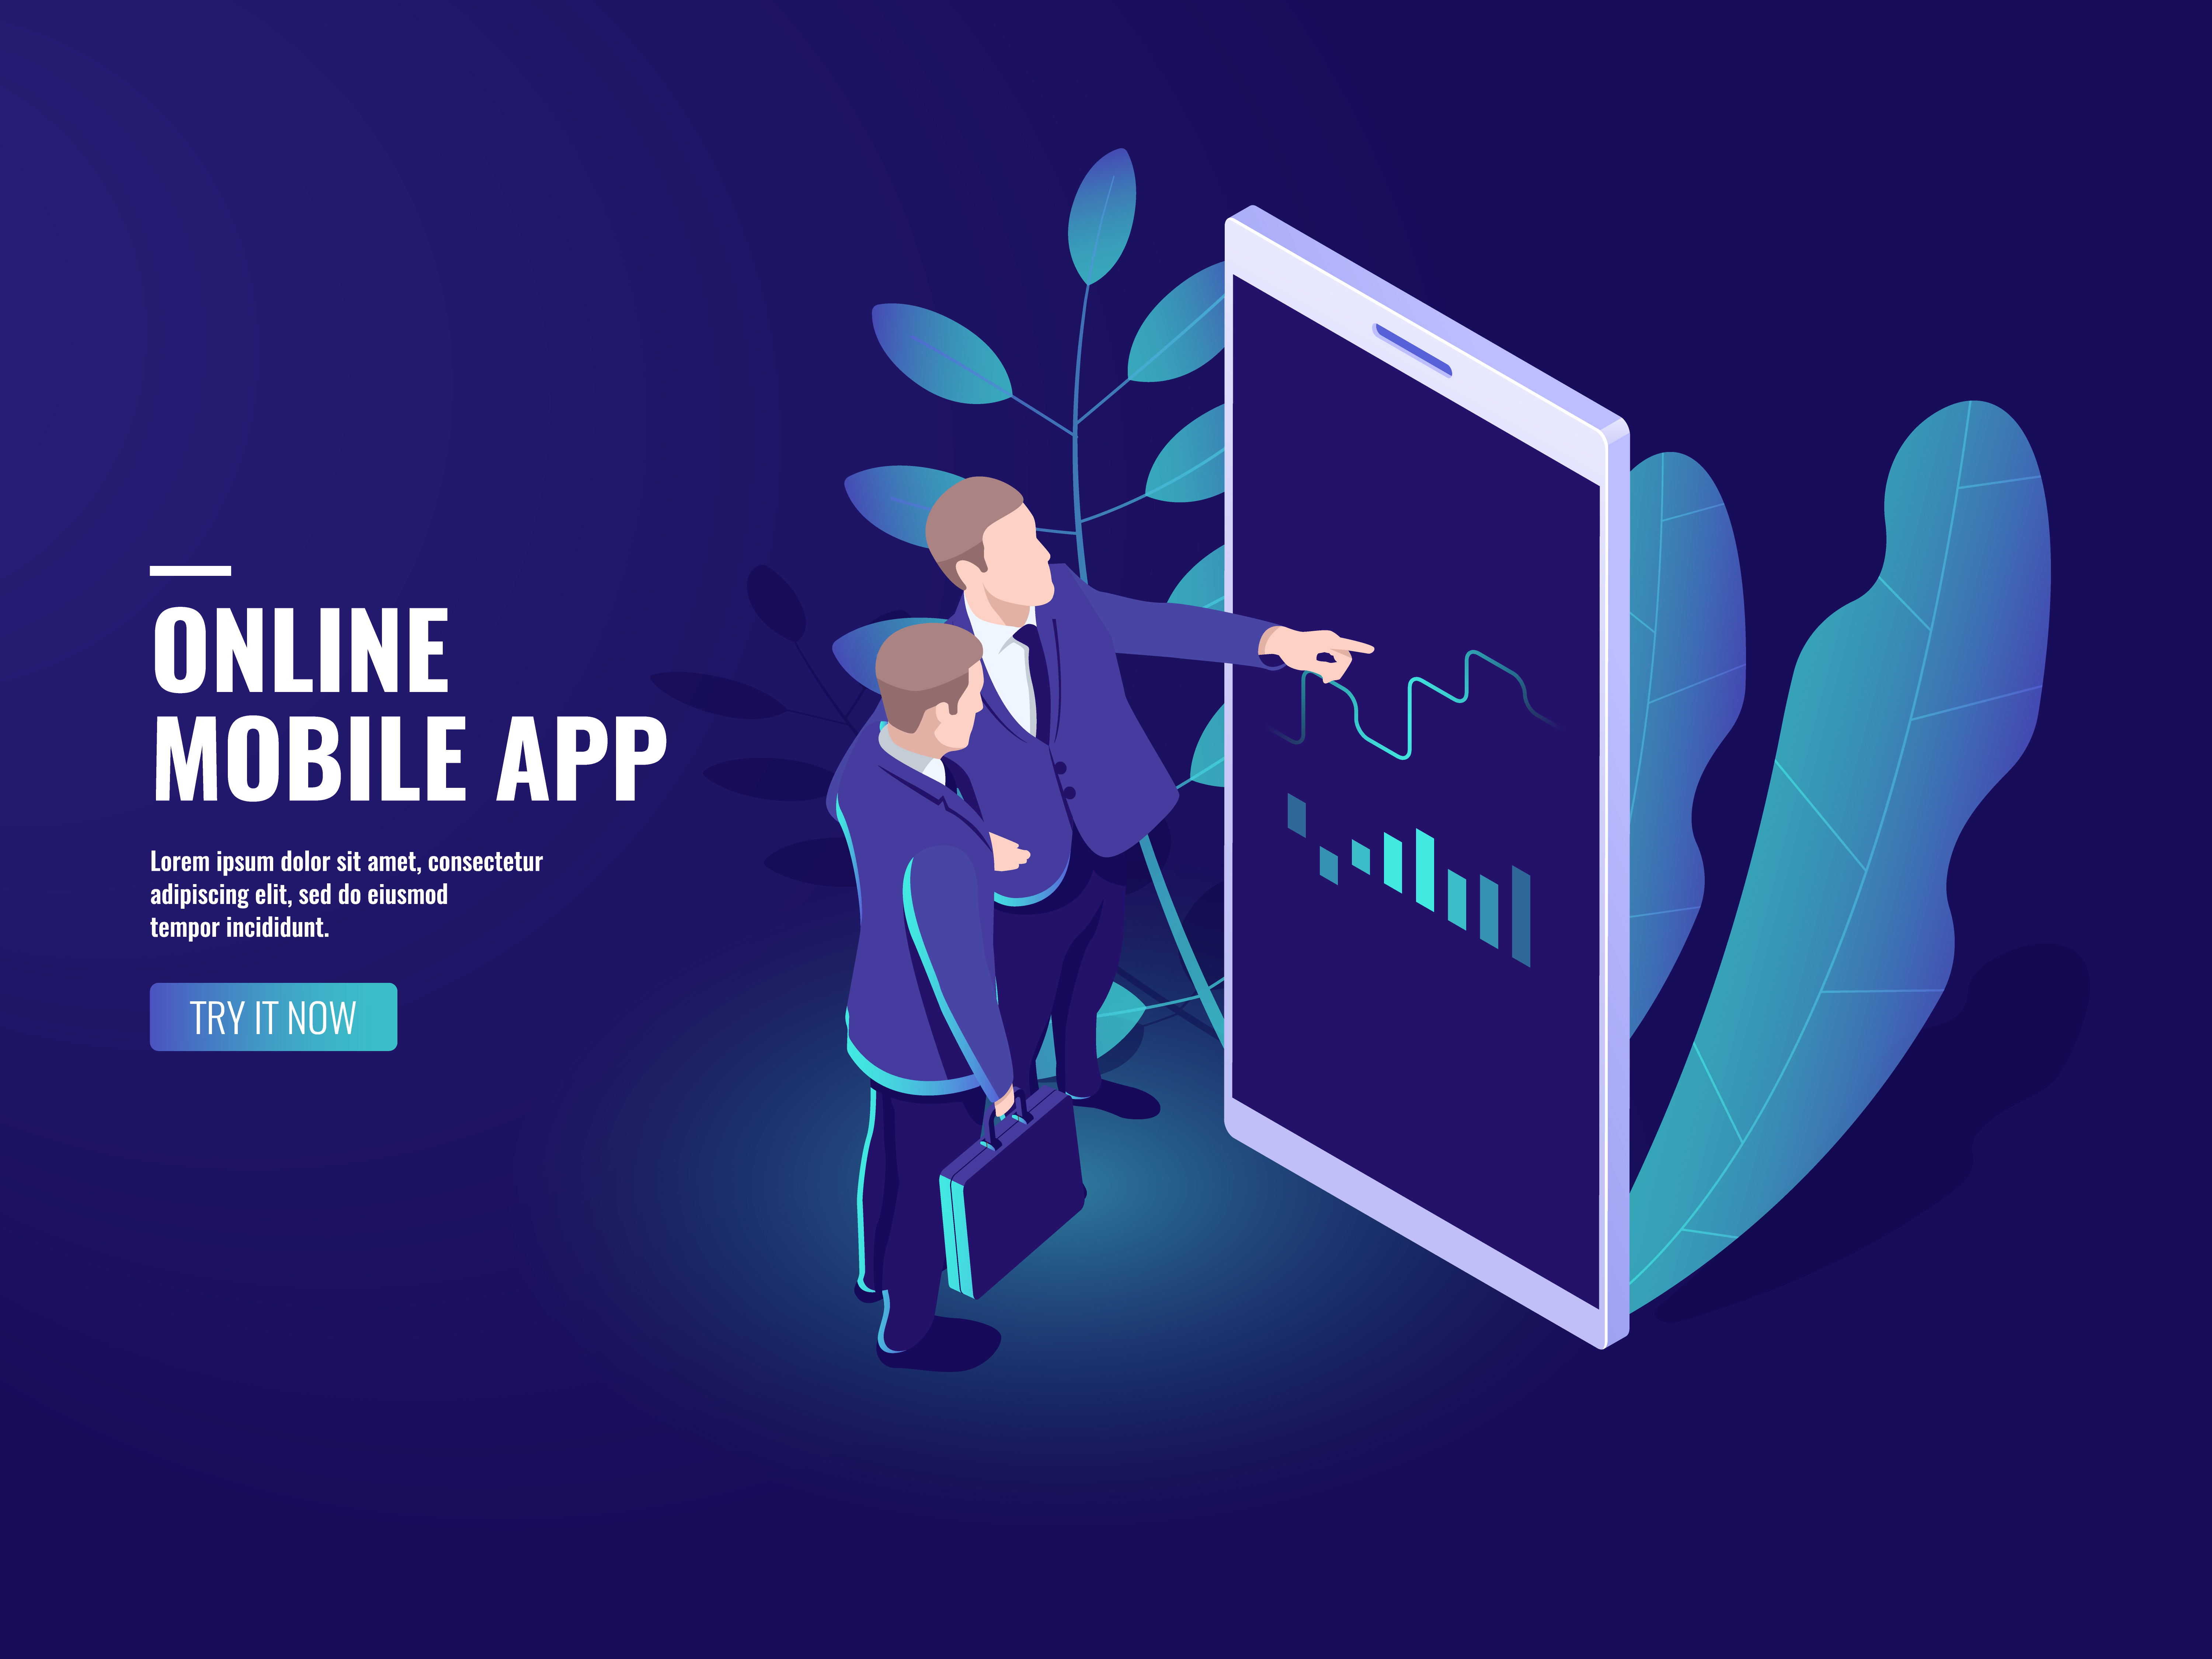 ONLINE
MOBILE APP
Lorem ipsum dolor sit amet, consectetur
adipiscing elit, sed do eiusmod
tempor incididunt.
TRY IT NOW